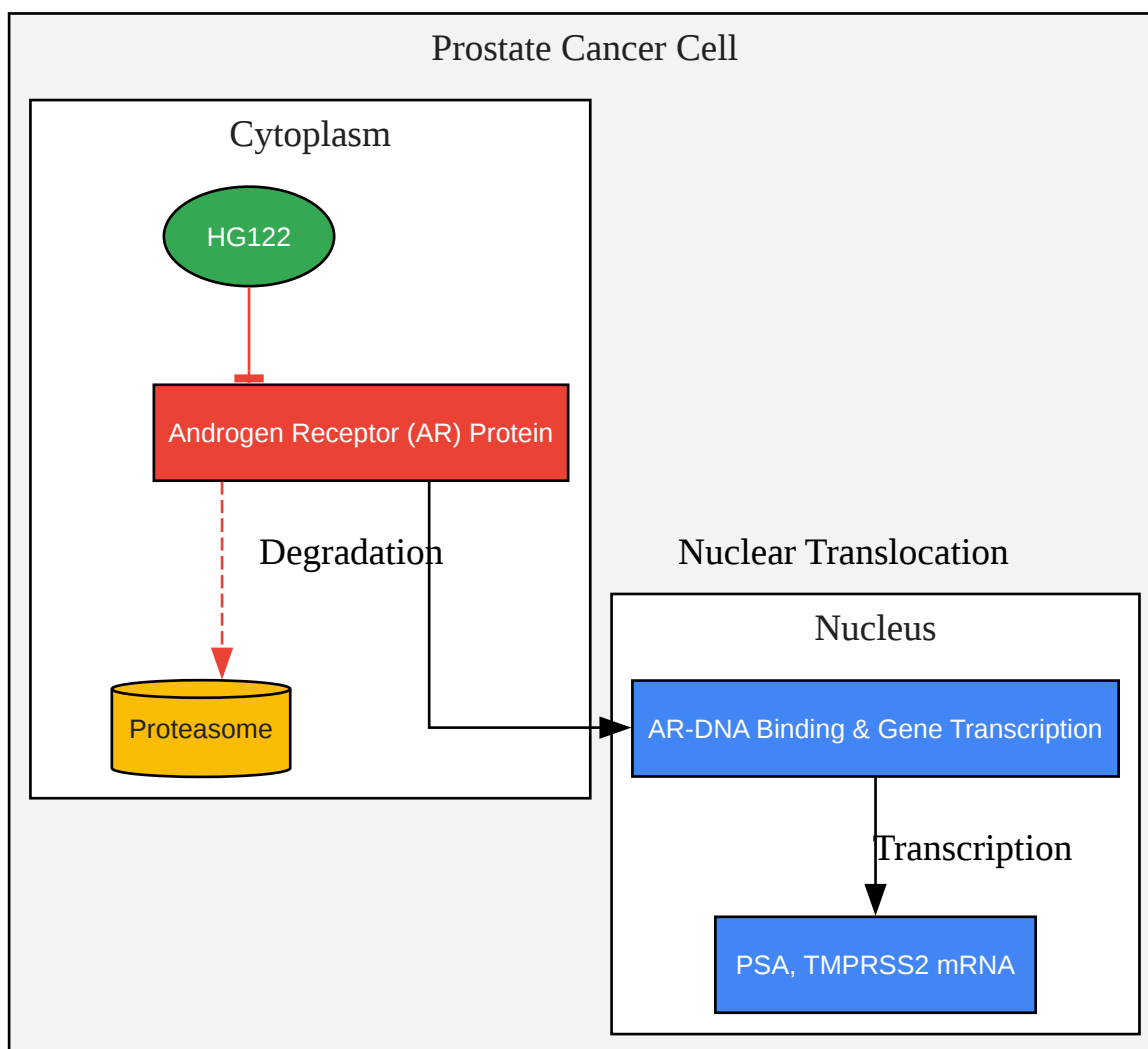 Prostate Cancer Cell
Cytoplasm
HG122
Androgen Receptor (AR) Protein
Degradation
Nuclear Translocation
Nucleus
Proteasome
AR-DNA Binding & Gene Transcription
Transcription
PSA, TMPRSS2 mRNA